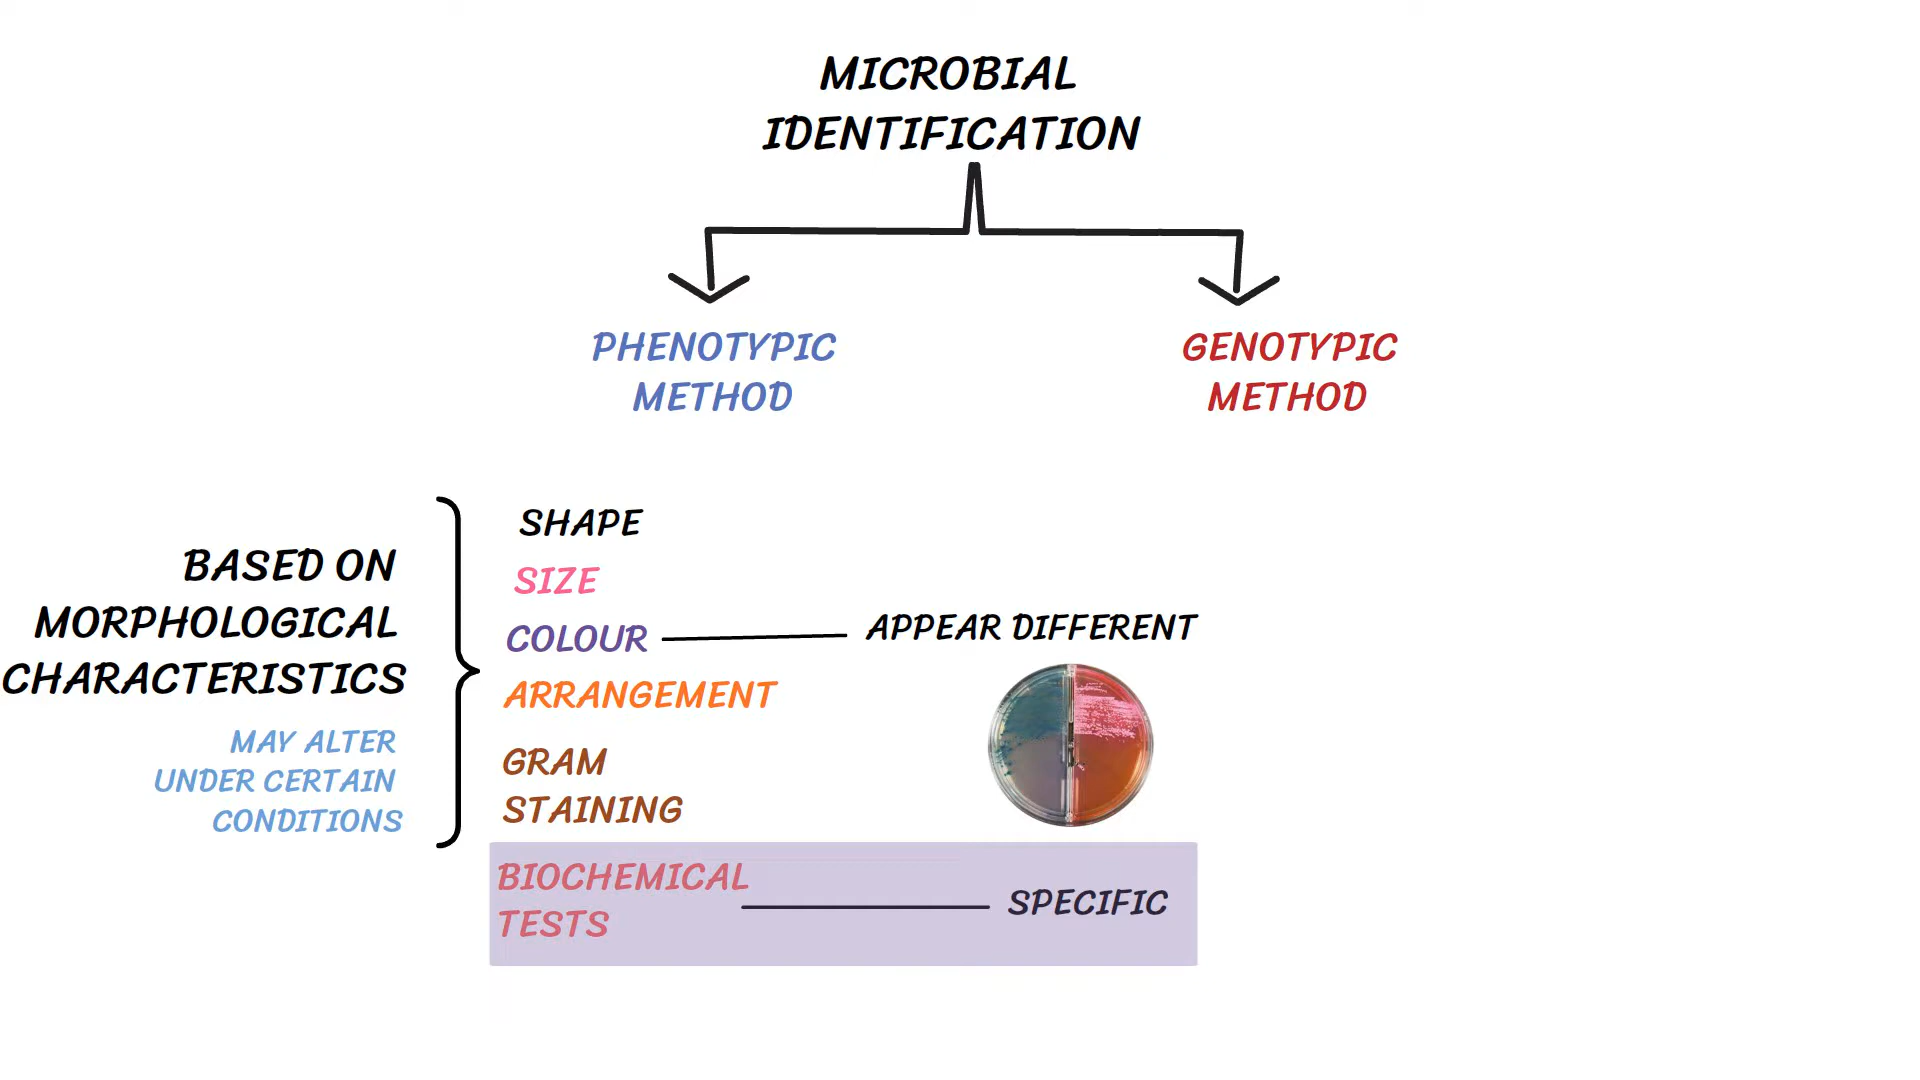 MICROBIAL
IDENTIFICATION
PHENOTYPIC
METHOD
GENOTYPIC
METHOD
BASED ON
MORPHOLOGICAL
CHARACTERISTICS
MAY ALTER
UNDER CERTAIN
CONDITIONS
SHAPE
SIZE
COLOUR
APPEAR DIFFERENT
ARRANGEMENT
GRAM
STAINING
BIOCHEMICAL
TESTS
SPECIFIC